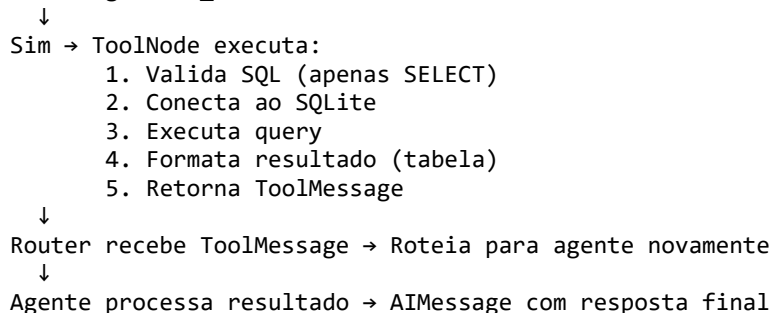 ↓
Sim → ToolNode executa:
1. Valida SQL (apenas SELECT)
2. Conecta ao SQLite
3. Executa query
4. Formata resultado (tabela)
5. Retorna ToolMessage
↓
Router recebe ToolMessage → Roteia para agente novamente
↓
Agente processa resultado → AIMessage com resposta final